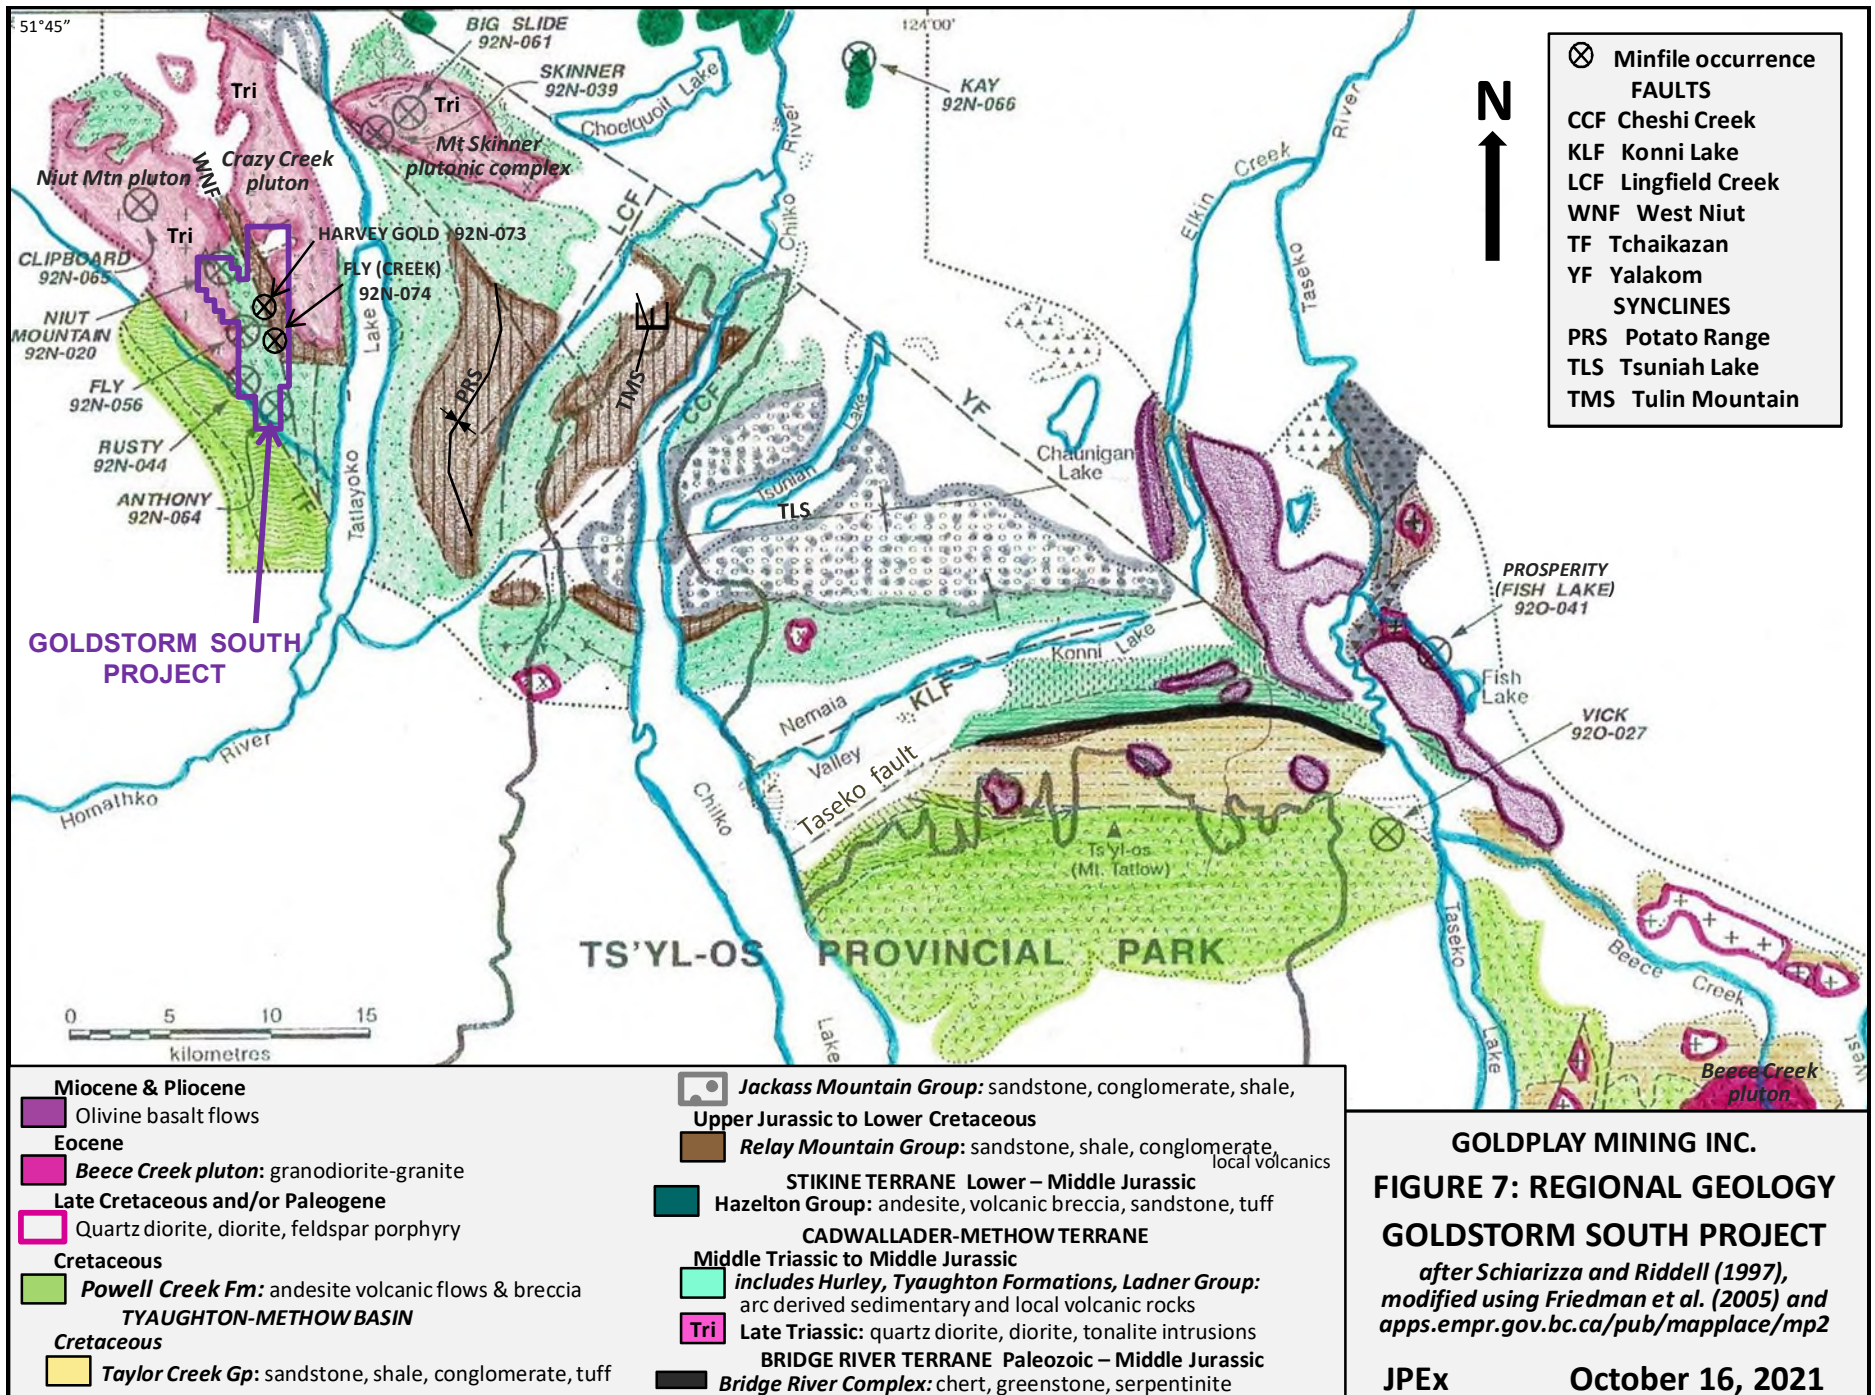 51°45”
124°00'
BIG SLIDE
92N-061
SKINNER
92N-039
KAY
92N-066
Choelquoit Lake
River
Chilko
Elkin Creek
River
Taseko
N
Tri
Tri
Tri
Mt Skinner
plutonic complex
Crazy Creek
pluton
Niut Mtn pluton
WNF
CLIPBOARD
92N-065
HARVEY GOLD 92N-073
FLY (CREEK)
92N-074
NIUT
MOUNTAIN
92N-020
FLY
92N-056
RUSTY
92N-044
ANTHONY
92N-064
TF
Lake
Tatlayoko
LCF
PRS
E
TMS
CCF
YF
Lake
Tsuniah
TLS
Chaunigan
Lake
GOLDSTORM SOUTH
PROJECT
PROSPERITY
(FISH LAKE)
92O-041
Fish
Lake
VICK
92O-027
Konni Lake
Nemaia
Valley
KLF
Taseko fault
Homathko
River
Chilko
Lake
Ts'yl-os
(Mt. Tatlow)
TS'YL-OS PROVINCIAL PARK
Taseko
Lake
Beece
Creek
West
Beece Creek
pluton
0 5 10 15
kilometres
Minfile occurrence
FAULTS
CCF Cheshi Creek
KLF Konni Lake
LCF Lingfield Creek
WNF West Niut
TF Tchaikazan
YF Yalakom
SYNCLINES
PRS Potato Range
TLS Tsuniah Lake
TMS Tulin Mountain
Miocene & Pliocene
Olivine basalt flows
Eocene
Beece Creek pluton: granodiorite-granite
Late Cretaceous and/or Paleogene
Quartz diorite, diorite, feldspar porphyry
Cretaceous
Powell Creek Fm: andesite volcanic flows & breccia
TYAUGHTON-METHOW BASIN
Cretaceous
Taylor Creek Gp: sandstone, shale, conglomerate, tuff
Jackass Mountain Group: sandstone, conglomerate, shale,
Upper Jurassic to Lower Cretaceous
Relay Mountain Group: sandstone, shale, conglomerate,
local volcanics
STIKINE TERRANE Lower – Middle Jurassic
Hazelton Group: andesite, volcanic breccia, sandstone, tuff
CADWALLADER-METHOW TERRANE
Middle Triassic to Middle Jurassic
includes Hurley, Tyaughton Formations, Ladner Group:
arc derived sedimentary and local volcanic rocks
Tri Late Triassic: quartz diorite, diorite, tonalite intrusions
BRIDGE RIVER TERRANE Paleozoic – Middle Jurassic
Bridge River Complex: chert, greenstone, serpentinite
GOLDPLAY MINING INC.
FIGURE 7: REGIONAL GEOLOGY
GOLDSTORM SOUTH PROJECT
after Schiarizza and Riddell (1997),
modified using Friedman et al. (2005) and
apps.empr.gov.bc.ca/pub/mapplace/mp2
JPEx October 16, 2021